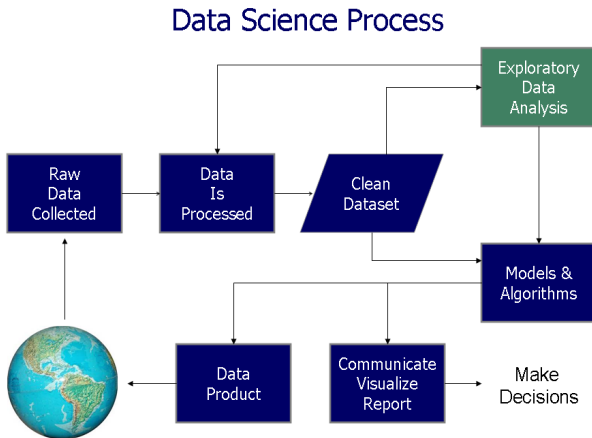 Data Science Process
Exploratory
Data
Analysis
Raw
Data
Collected
Data
Is
Processed
Clean
Dataset
Models &
Algorithms
Data
Product
Communicate
Visualize
Report
Make
Decisions